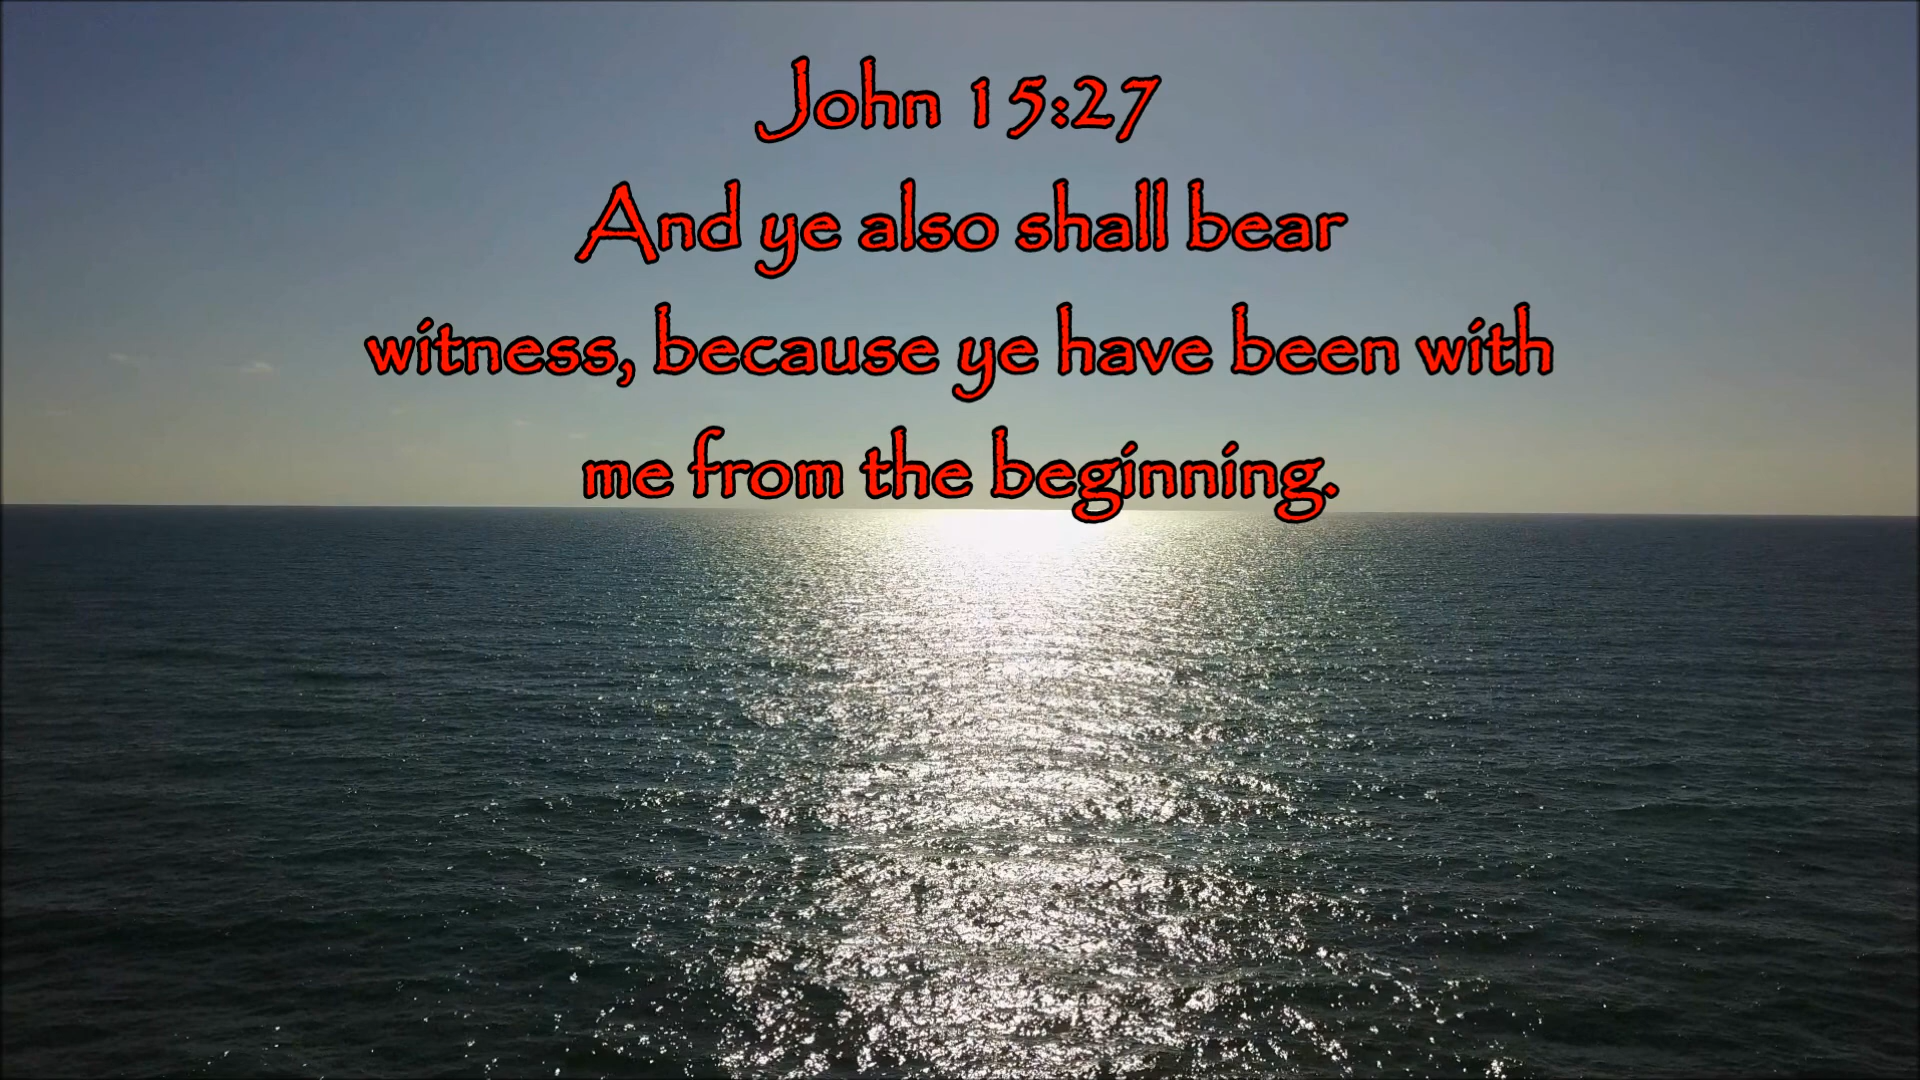 John 15:27
And ye also shall bear
witness, because ye have been with
me from the beginning.